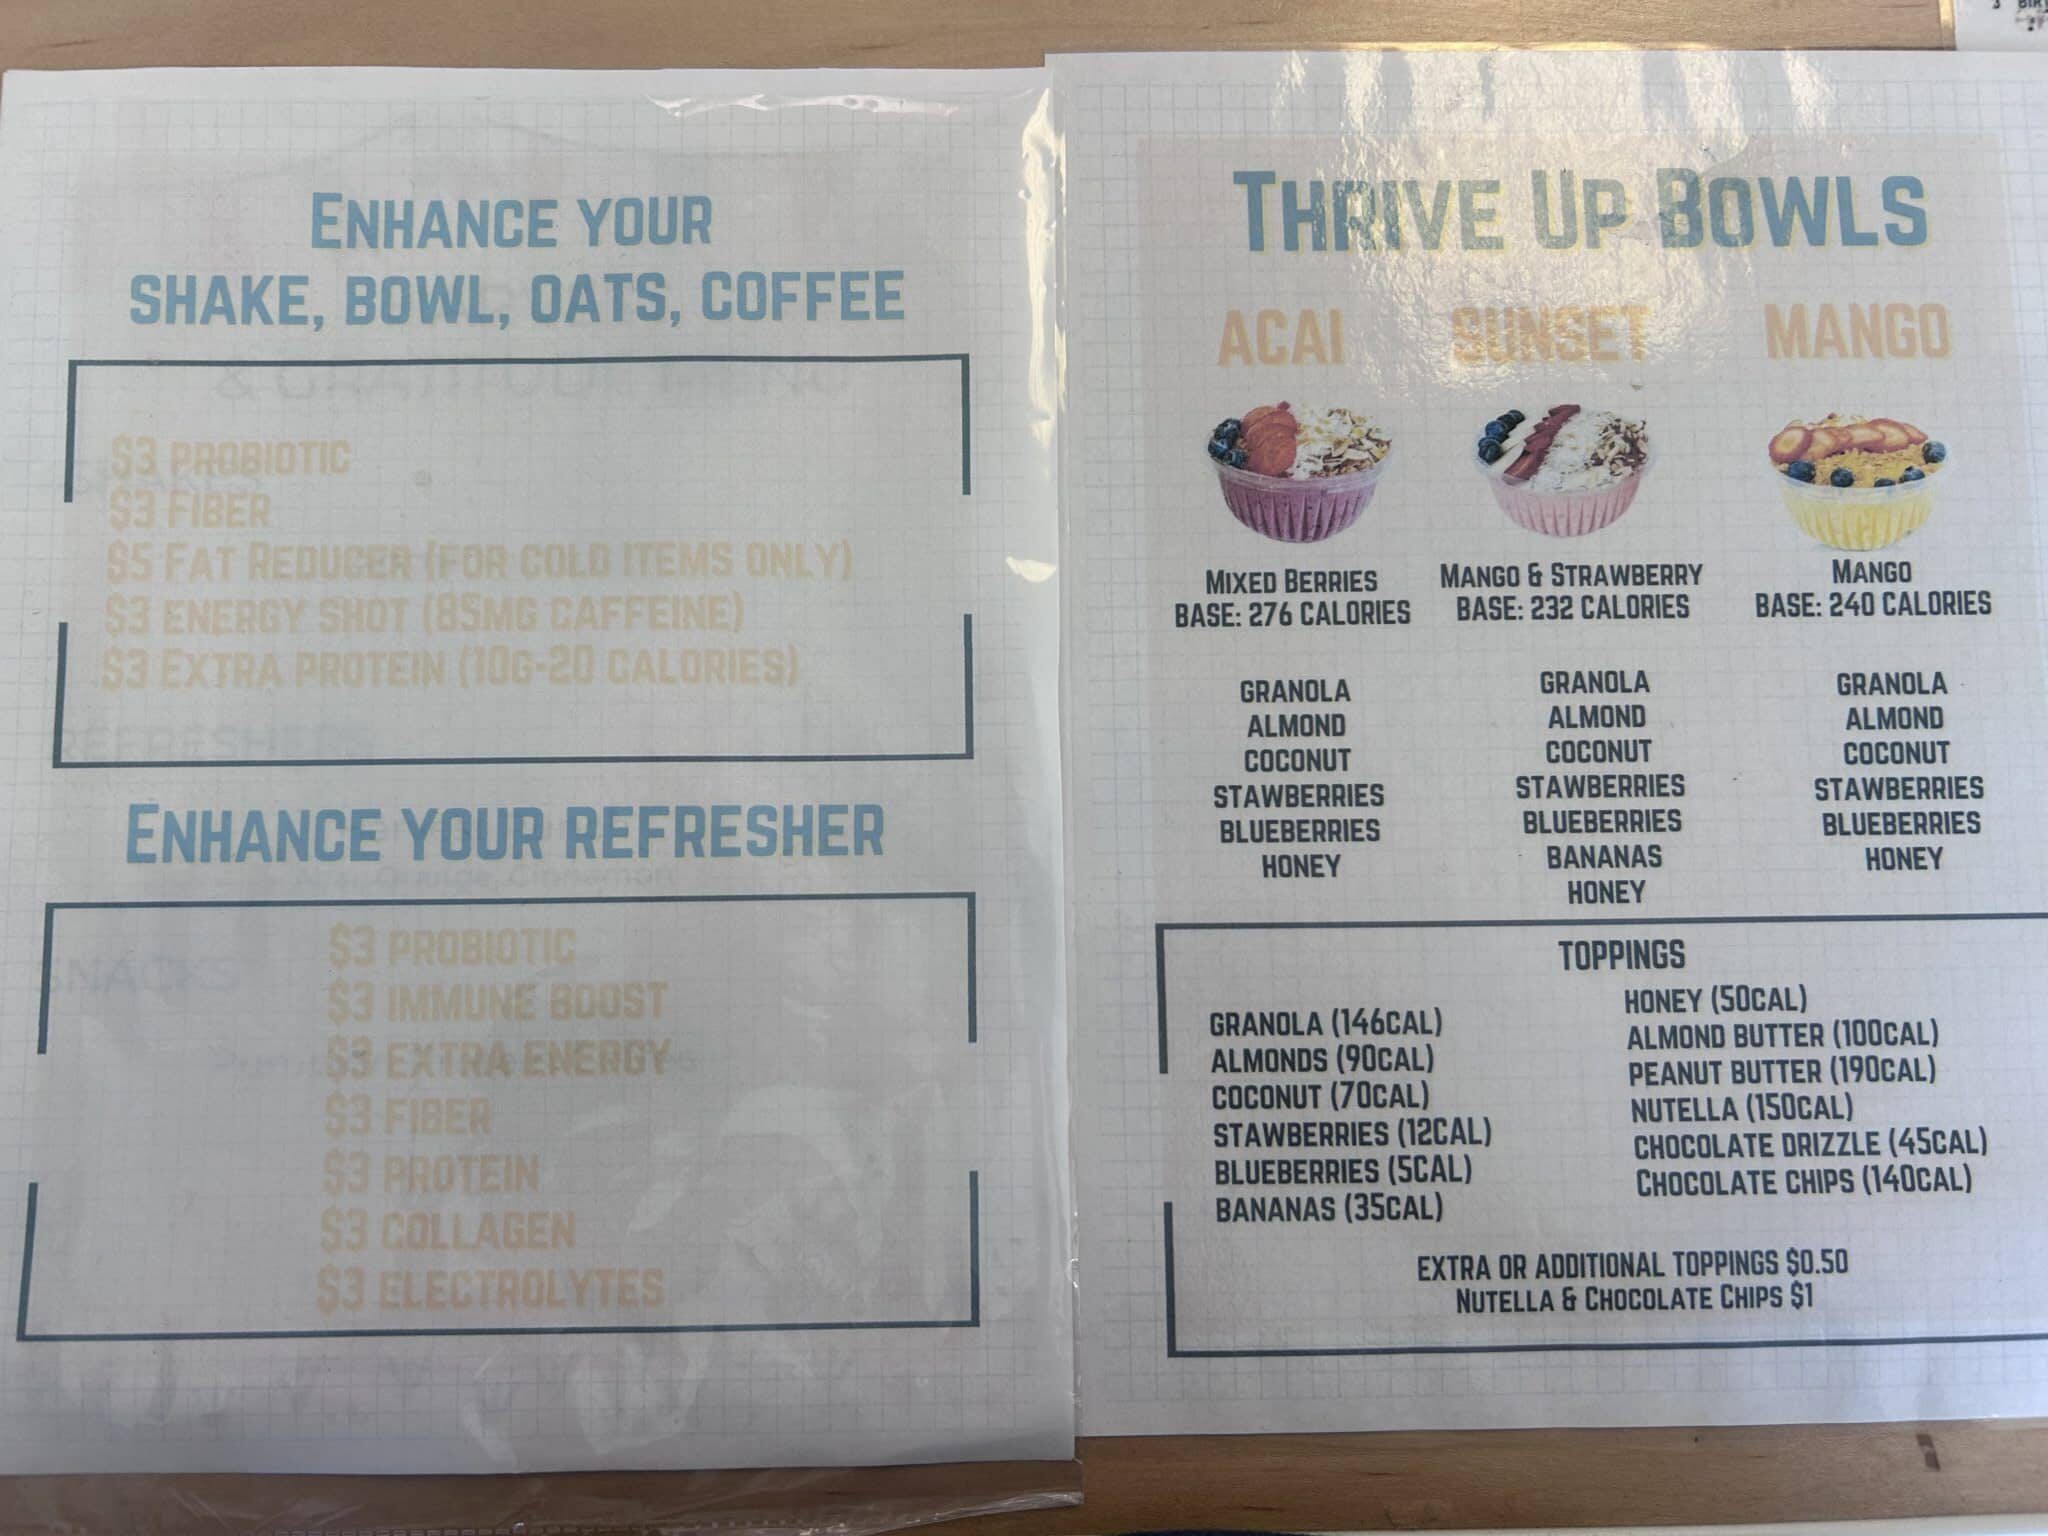 ENHANCE YOUR
SHAKE, BOWL, OATS, COFFEE
$3 PROBIOTIC
$3 FIBER
$5 FAT REDUCER (FOR COLD ITEMS ONLY)
$3 ENERGY SHOT (85MG CAFFEINE)
$3 EXTRA PROTEIN (10G-20 CALORIES)
ENHANCE YOUR REFRESHER
$3 PROBIOTIC
$3 IMMUNE BOOST
$3 EXTRA ENERGY
$3 FIBER
$3 PROTEIN
$3 COLLAGEN
$3 ELECTROLYTES
REFRESHERS
SNACKS
THRIVE UP BOWLS
ACAI
MIXED BERRIES
BASE: 276 CALORIES
GRANOLA
ALMOND
COCONUT
STAWBERRIES
BLUEBERRIES
HONEY
SUNSET
MANGO & STRAWBERRY
BASE: 232 CALORIES
GRANOLA
ALMOND
COCONUT
STAWBERRIES
BLUEBERRIES
BANANAS
HONEY
MANGO
MANGO
BASE: 240 CALORIES
GRANOLA
ALMOND
COCONUT
STAWBERRIES
BLUEBERRIES
HONEY
TOPPINGS
GRANOLA (146CAL)
ALMONDS (90CAL)
COCONUT (70CAL)
STAWBERRIES (12CAL)
BLUEBERRIES (5CAL)
BANANAS (35CAL)
HONEY (50CAL)
ALMOND BUTTER (100CAL)
PEANUT BUTTER (190CAL)
NUTELLA (150CAL)
CHOCOLATE DRIZZLE (45CAL)
CHOCOLATE CHIPS (140CAL)
EXTRA OR ADDITIONAL TOPPINGS $0.50
NUTELLA & CHOCOLATE CHIPS $1